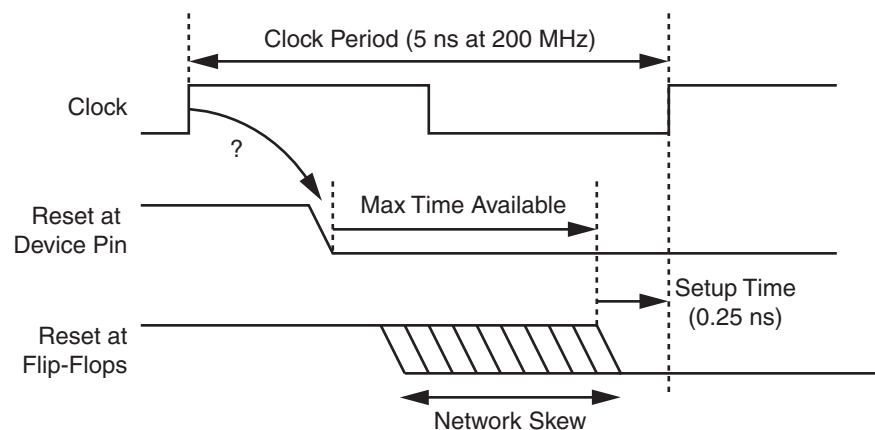 Clock Period (5 ns at 200 MHz)
Clock
?
Reset at
Device Pin
Max Time Available
Setup Time
(0.25 ns)
Reset at
Flip-Flops
Network Skew